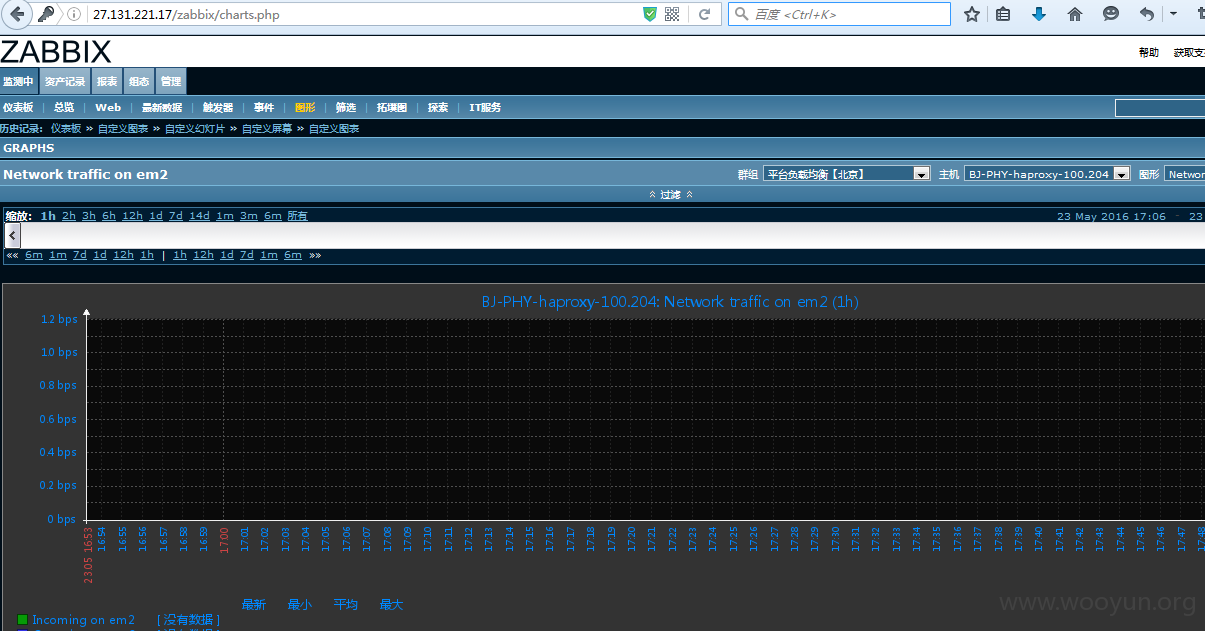 27.131.221.17/zabbix/charts.php
百度 <Ctrl+K>
ZABBIX
帮助 获取支
监测中 资产记录 报表 组态 管理
仪表板 总览 Web 最新数据 触发器 事件 图形 筛选 拓墣图 探索 IT服务
历史记录: 仪表板 » 自定义图表 » 自定义幻灯片 » 自定义屏幕 » 自定义图表
GRAPHS
Network traffic on em2 群组 平台负载均衡【北京】 主机 BJ-PHY-haproxy-100.204 图形 Networ
过滤
缩放: 1h 2h 3h 6h 12h 1d 7d 14d 1m 3m 6m 所有 23 May 2016 17:06 - 23
«« 6m 1m 7d 1d 12h 1h | 1h 12h 1d 7d 1m 6m »»
BJ-PHY-haproxy-100.204: Network traffic on em2 (1h)
1.2 bps
1.0 bps
0.8 bps
0.6 bps
0.4 bps
0.2 bps
0 bps
23.05 16:53 16:54 16:55 16:56 16:57 16:58 16:59 17:00 17:01 17:02 17:03 17:04 17:05 17:06 17:07 17:08 17:09 17:10 17:11 17:12 17:13 17:14 17:15 17:16 17:17 17:18 17:19 17:20 17:21 17:22 17:23 17:24 17:25 17:26 17:27 17:28 17:29 17:30 17:31 17:32 17:33 17:34 17:35 17:36 17:37 17:38 17:39 17:40 17:41 17:42 17:43 17:44 17:45 17:46 17:47 17:48
最新 最小 平均 最大
Incoming on em2 [没有数据]
www.wooyun.org